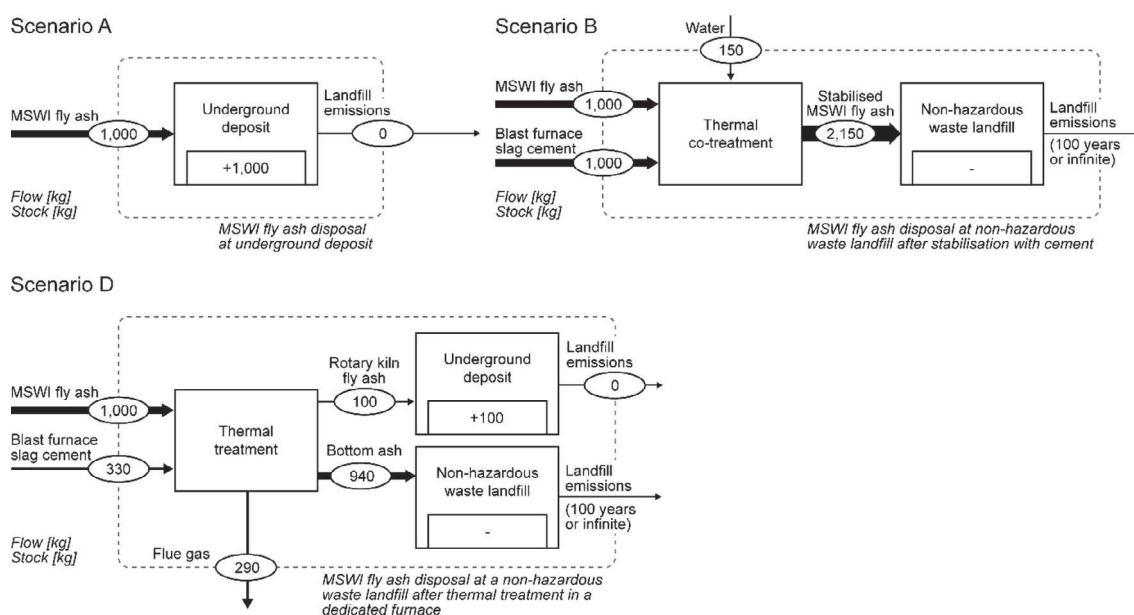 Scenario A
MSWI fly ash
1,000
Underground
deposit
+1,000
Landfill
emissions
0
Flow [kg]
Stock [kg]
MSWI fly ash disposal
at underground deposit
Scenario B
Water
150
MSWI fly ash
1,000
Blast furnace
slag cement
1,000
Thermal
co-treatment
Stabilised
MSWI fly ash
2,150
Non-hazardous
waste landfill
-
Landfill
emissions
(100 years
or infinite)
Flow [kg]
Stock [kg]
MSWI fly ash disposal at non-hazardous
waste landfill after stabilisation with cement
Scenario D
MSWI fly ash
1,000
Blast furnace
slag cement
330
Thermal
treatment
Rotary kiln
fly ash
100
Underground
deposit
+100
Landfill
emissions
0
Bottom ash
940
Non-hazardous
waste landfill
-
Landfill
emissions
(100 years
or infinite)
Flow [kg]
Stock [kg]
Flue gas
290
MSWI fly ash disposal at a non-hazardous
waste landfill after thermal treatment in a
dedicated furnace